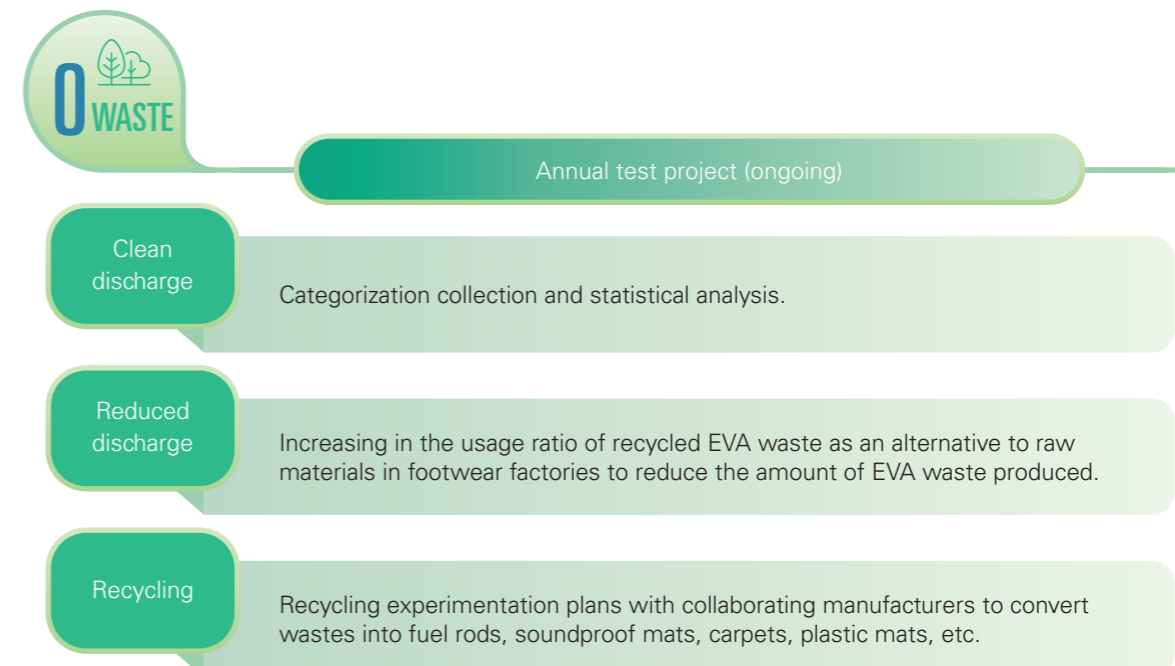 0 WASTE
Annual test project (ongoing)
Clean
discharge
Categorization collection and statistical analysis.
Reduced
discharge
Increasing in the usage ratio of recycled EVA waste as an alternative to raw
materials in footwear factories to reduce the amount of EVA waste produced.
Recycling
Recycling experimentation plans with collaborating manufacturers to convert
wastes into fuel rods, soundproof mats, carpets, plastic mats, etc.